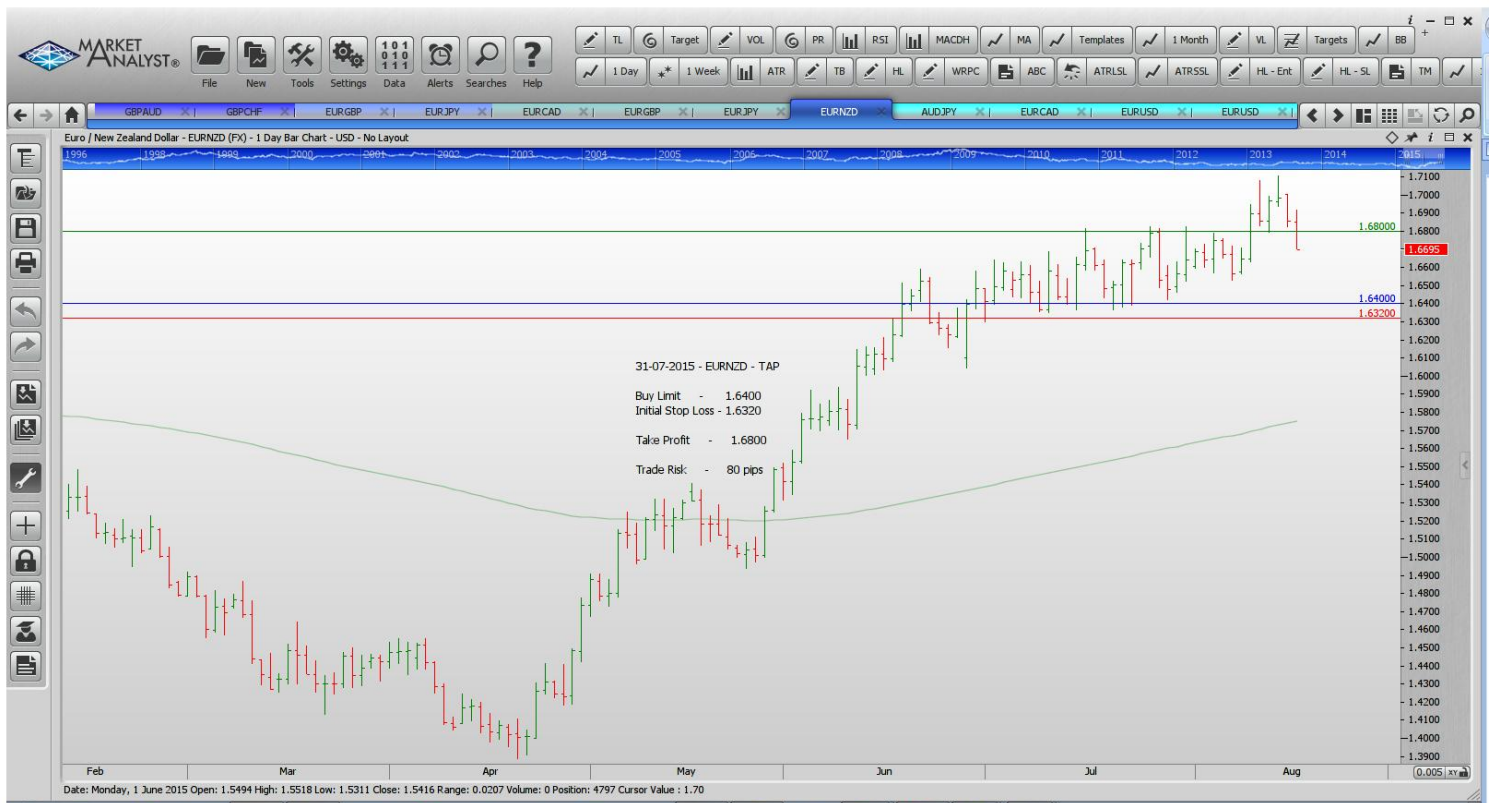 i
MARKET
ANALYST®
File New Tools Settings Data Alerts Searches Help
101
010
111
TL Target VOL PR RSI MACDH MA Templates 1 Month VL Targets BB
1 Day 1 Week ATR TB HL WRPC ABC ATRLSL ATRSSL HL - Ent HL - SL TM
GBPAUD GBPCHF EURGBP EURJPY EURCAD EURGBP EURJPY EURNZD AUDJPY EURCAD EURUSD EURUSD
Euro / New Zealand Dollar - EURNZD (FX) - 1 Day Bar Chart - USD - No Layout
i
1996 1998 1999 2000 2001 2002 2003 2004 2005 2006 2007 2008 2009 2010 2011 2012 2013 2014 2015
1.7100
1.7000
1.6900
1.68000
1.6800
1.6695
1.6600
1.6500
1.64000
1.6400
1.63200
1.6300
1.6200
1.6100
1.6000
1.5900
1.5800
1.5700
1.5600
1.5500
1.5400
1.5300
1.5200
1.5100
1.5000
1.4900
1.4800
1.4700
1.4600
1.4500
1.4400
1.4300
1.4200
1.4100
1.4000
1.3900
31-07-2015 - EURNZD - TAP
Buy Limit - 1.6400
Initial Stop Loss - 1.6320
Take Profit - 1.6800
Trade Risk - 80 pips
Feb Mar Apr May Jun Jul Aug
0.005 XY
Date: Monday, 1 June 2015 Open: 1.5494 High: 1.5518 Low: 1.5311 Close: 1.5416 Range: 0.0207 Volume: 0 Position: 4797 Cursor Value : 1.70